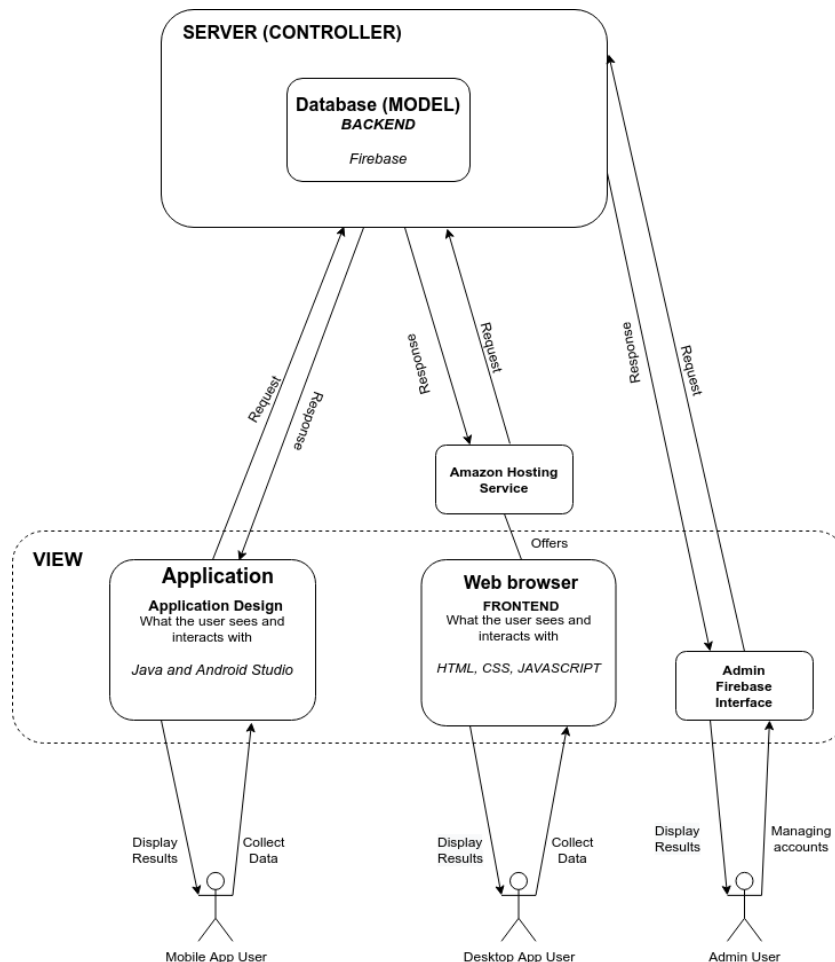 SERVER (CONTROLLER)
Database (MODEL)
BACKEND
Firebase
Request
Response
Response
Request
Response
Request
Amazon Hosting
Service
Offers
VIEW
Application
Application Design
What the user sees and
interacts with
Java and Android Studio
Web browser
FRONTEND
What the user sees and
interacts with
HTML, CSS, JAVASCRIPT
Admin
Firebase
Interface
Display
Results
Collect
Data
Display
Results
Collect
Data
Display
Results
Managing
accounts
Mobile App User
Desktop App User
Admin User